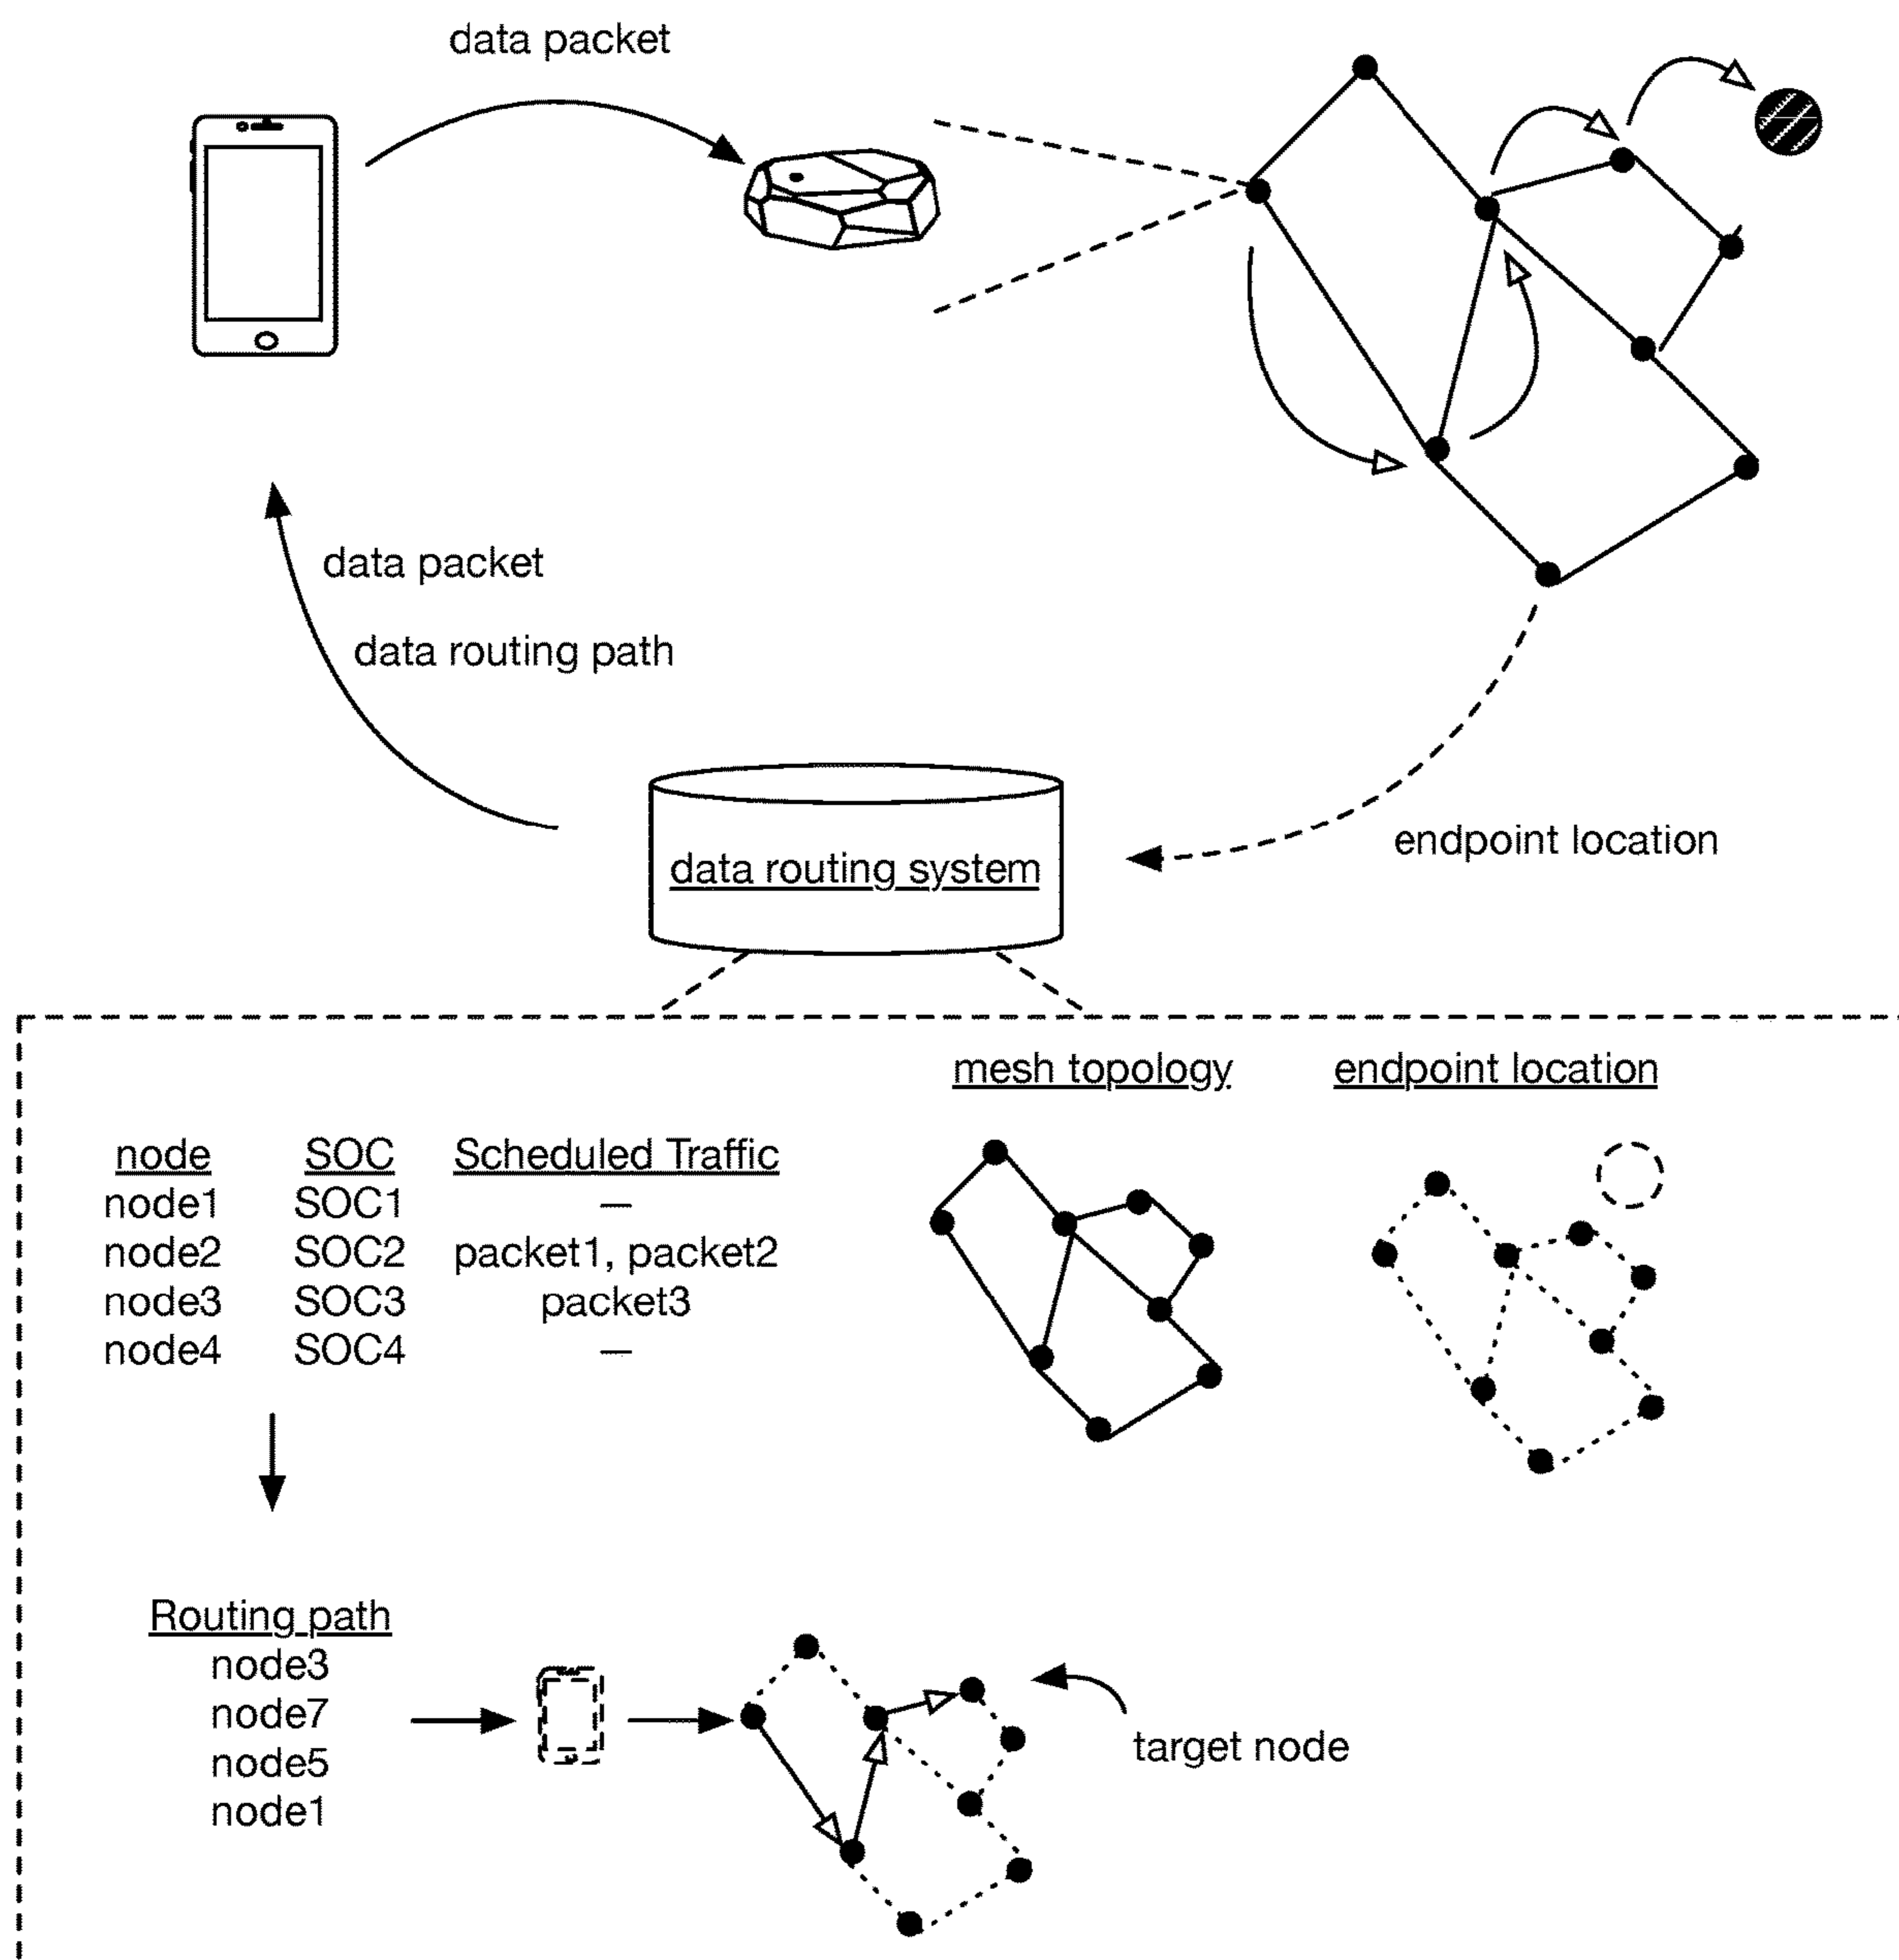 data packet
data packet
data routing path
data routing system
endpoint location
mesh topology
endpoint location
node SOC Scheduled Traffic
node1 SOC1 —
node2 SOC2 packet1, packet2
node3 SOC3 packet3
node4 SOC4 —
Routing path
node3
node7
node5
node1
target node